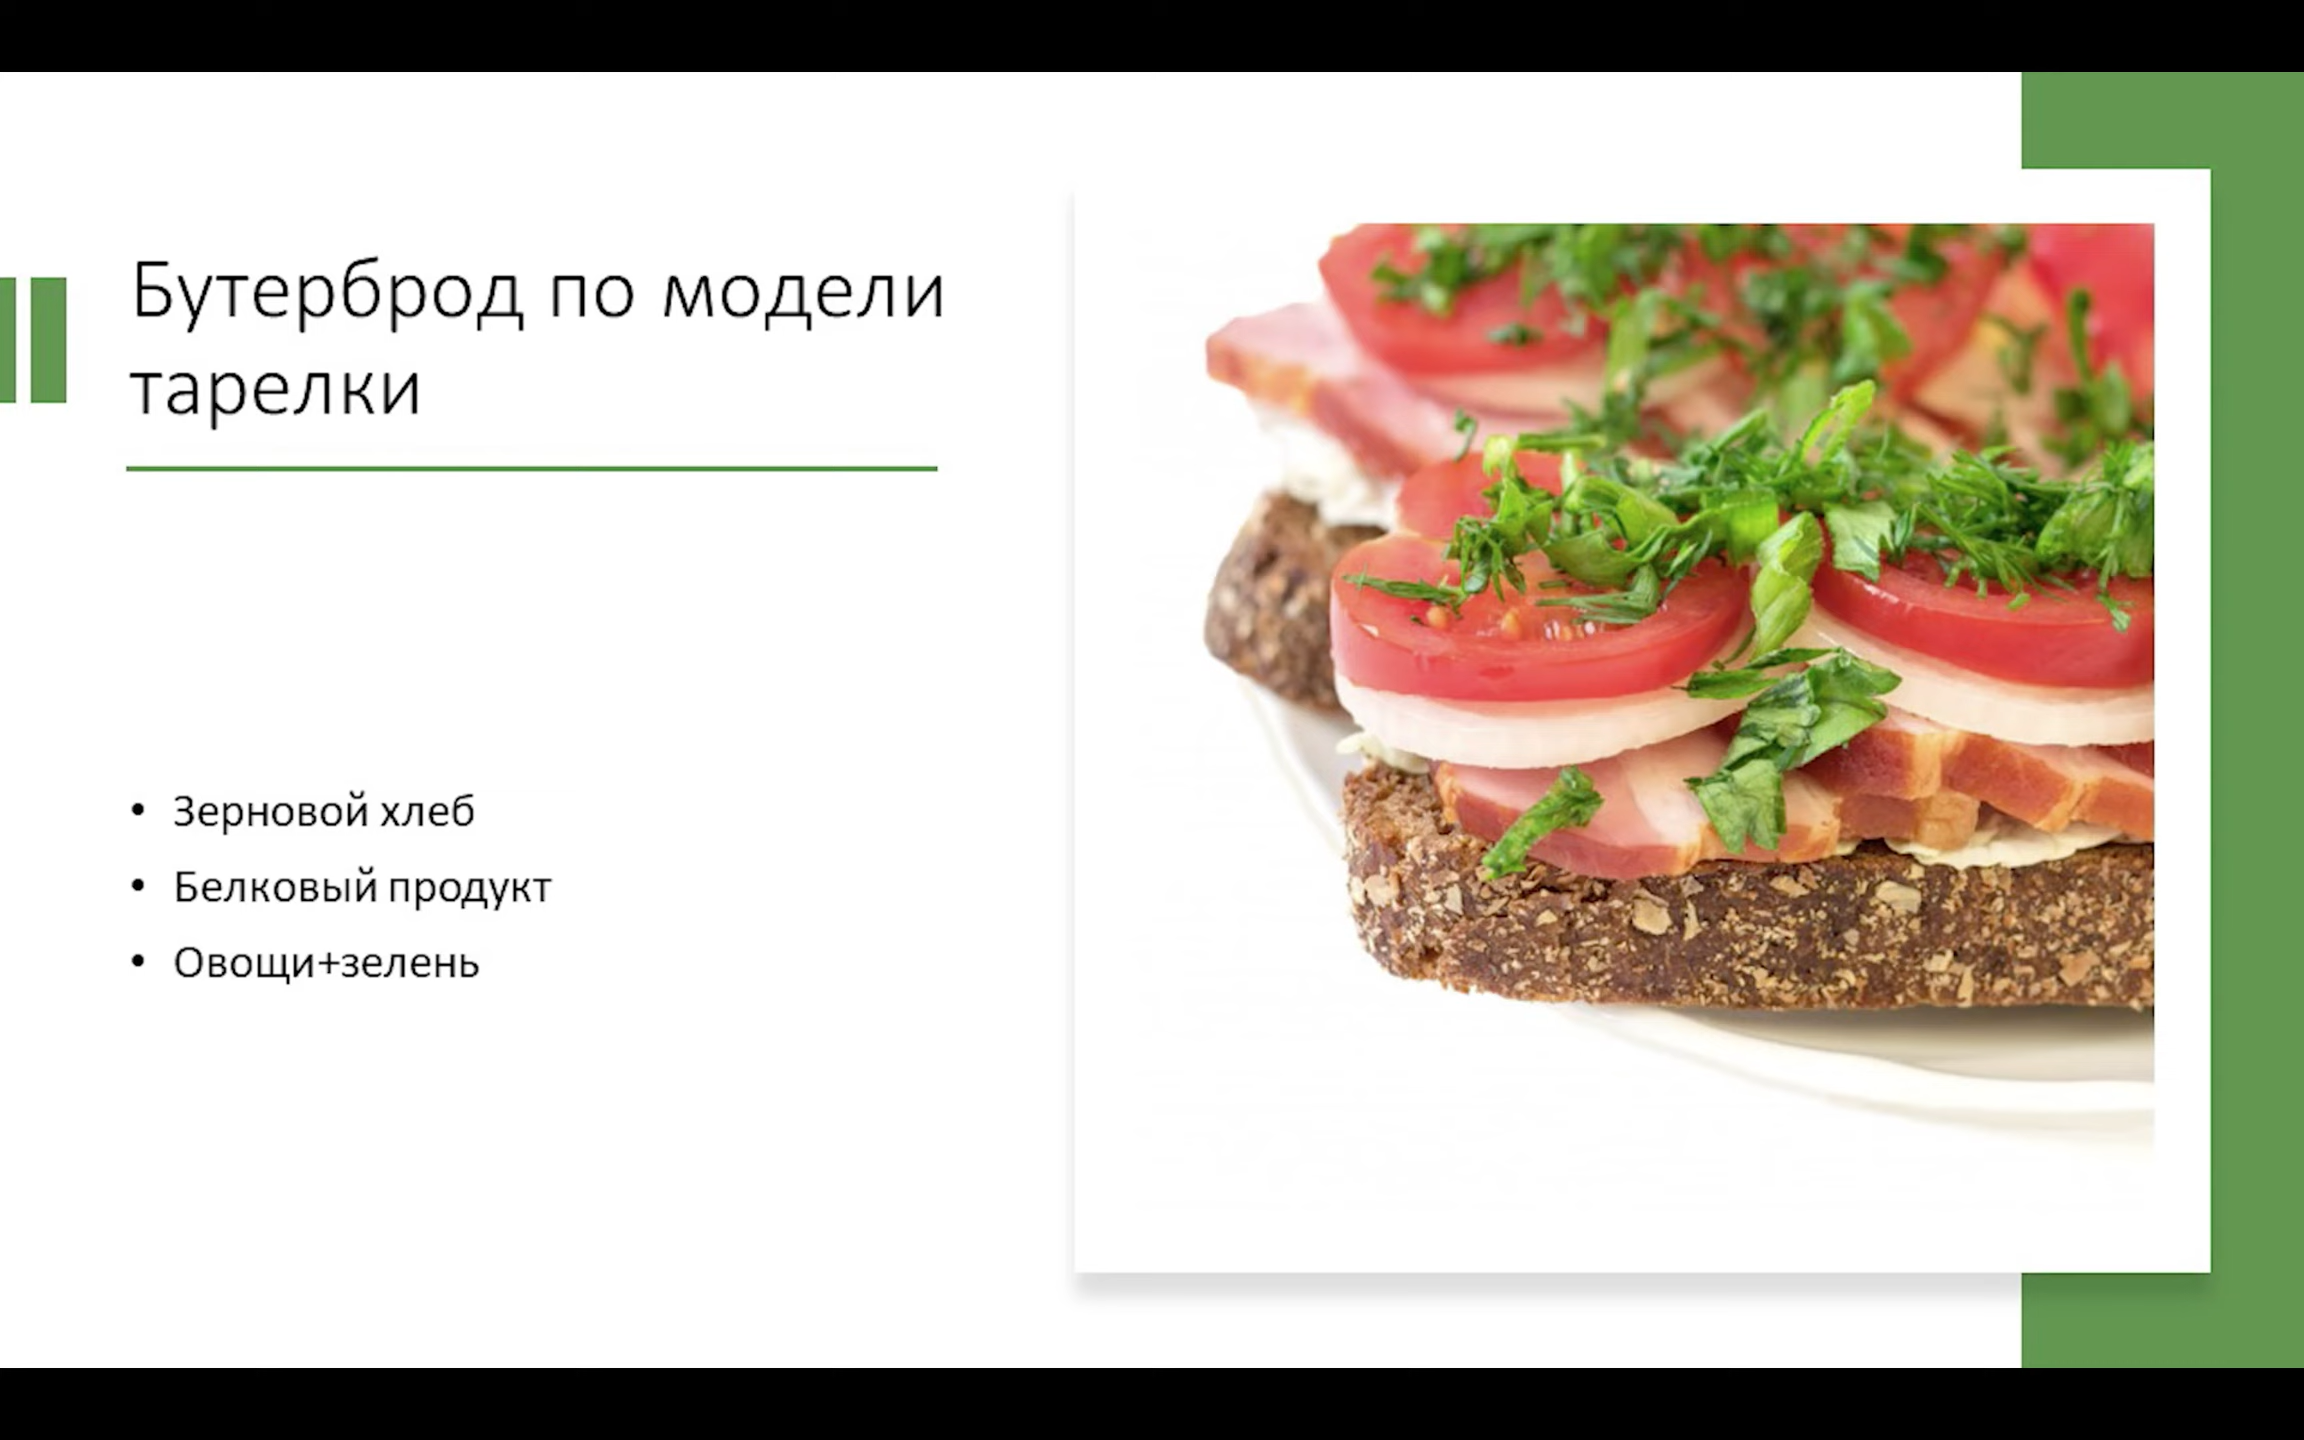 Бутерброд по модели
тарелки
• Зерновой хлеб
• Белковый продукт
• Овощи+зелень